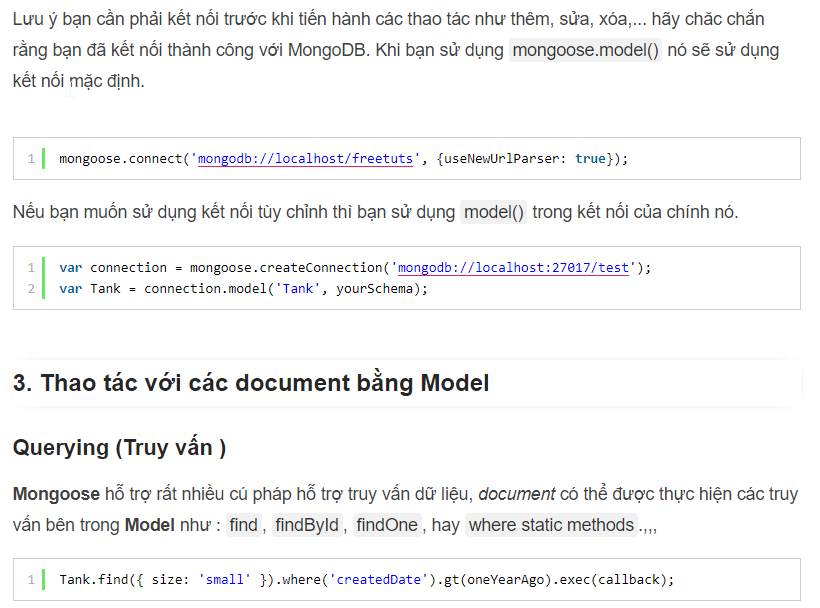 Lưu ý bạn cần phải kết nối trước khi tiến hành các thao tác như thêm, sửa, xóa,... hãy chăc chắn
rằng bạn đã kết nối thành công với MongoDB. Khi bạn sử dụng mongoose.model() nó sẽ sử dụng
kết nối mặc định.
1 mongoose.connect('mongodb://localhost/freetuts', {useNewUrlParser: true});
Nếu bạn muốn sử dụng kết nối tùy chỉnh thì bạn sử dụng model() trong kết nối của chính nó.
1 var connection = mongoose.createConnection('mongodb://localhost:27017/test');
2 var Tank = connection.model('Tank', yourSchema);
3. Thao tác với các document bằng Model
Querying (Truy vấn )
Mongoose hỗ trợ rất nhiều cú pháp hỗ trợ truy vấn dữ liệu, document có thể được thực hiện các truy
vấn bên trong Model như : find , findById , findOne , hay where static methods .,,,
1 Tank.find({ size: 'small' }).where('createdDate').gt(oneYearAgo).exec(callback);